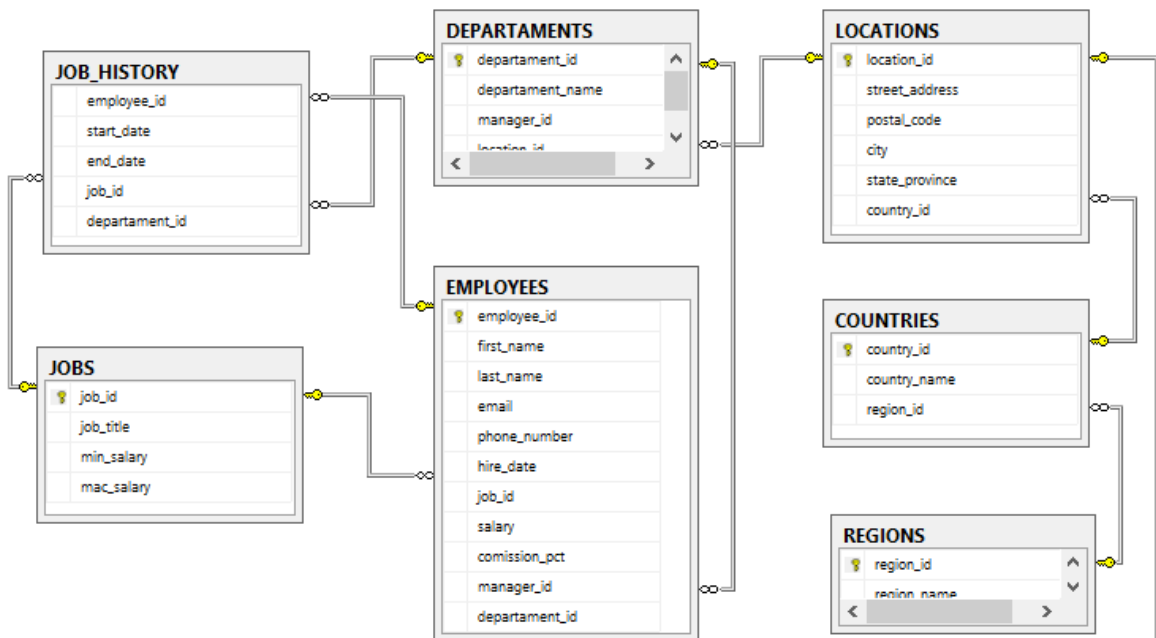 JOB_HISTORY
employee_id
start_date
end_date
job_id
departament_id
DEPARTAMENTS
departament_id
departament_name
manager_id
location_id
LOCATIONS
location_id
street_address
postal_code
city
state_province
country_id
JOBS
job_id
job_title
min_salary
mac_salary
EMPLOYEES
employee_id
first_name
last_name
email
phone_number
hire_date
job_id
salary
comission_pct
manager_id
departament_id
COUNTRIES
country_id
country_name
region_id
REGIONS
region_id
region_name